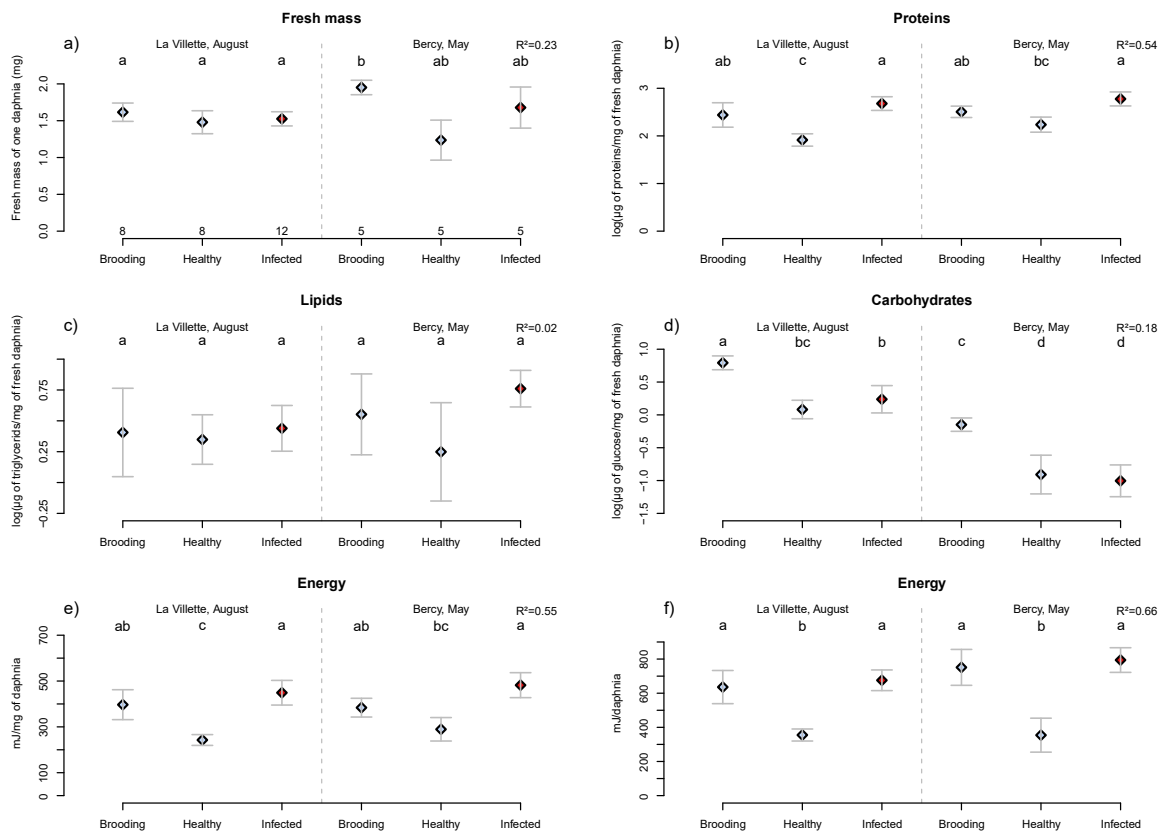 Fresh mass
a)
La Villette, August
Bercy, May
R²=0.23
a a a b ab ab
Fresh mass of one daphnia (mg)
2.0
1.5
1.0
0.5
0.0
8 8 12 5 5 5
Brooding Healthy Infected Brooding Healthy Infected
Proteins
b)
La Villette, August
Bercy, May
R²=0.54
ab c a ab bc a
log(µg of proteins/mg of fresh daphnia)
3
2
1
0
Brooding Healthy Infected Brooding Healthy Infected
Lipids
c)
La Villette, August
Bercy, May
R²=0.02
a a a a a a
log(µg of triglycerids/mg of fresh daphnia)
0.75
0.25
−0.25
Brooding Healthy Infected Brooding Healthy Infected
Carbohydrates
d)
La Villette, August
Bercy, May
R²=0.18
a bc b c d d
log(µg of glucose/mg of fresh daphnia)
1.0
0.5
0.0
−0.5
−1.0
−1.5
Brooding Healthy Infected Brooding Healthy Infected
Energy
e)
La Villette, August
Bercy, May
R²=0.55
ab c a ab bc a
mJ/mg of daphnia
700
500
300
100
0
Brooding Healthy Infected Brooding Healthy Infected
Energy
f)
La Villette, August
Bercy, May
R²=0.66
a b a a b a
mJ/daphnia
800
600
400
200
0
Brooding Healthy Infected Brooding Healthy Infected